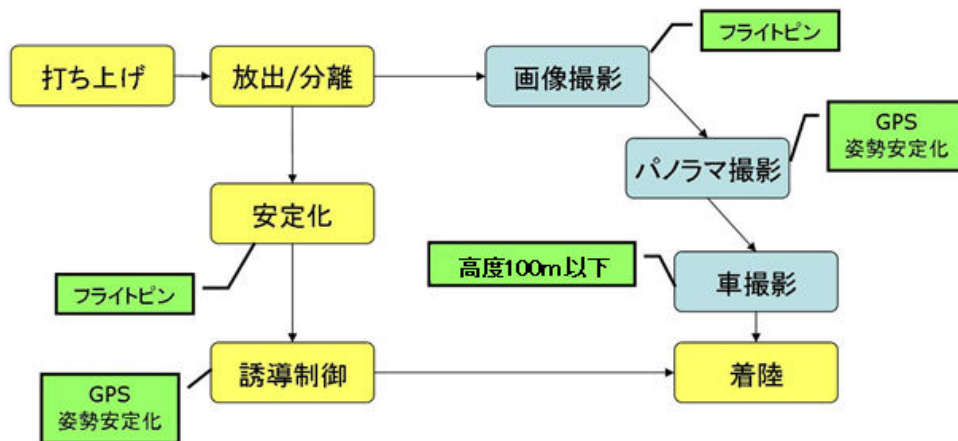 フライトピン
打ち上げ
放出/分離
画像撮影
GPS
姿勢安定化
パノラマ撮影
安定化
高度100m以下
車撮影
フライトピン
誘導制御
着陸
GPS
姿勢安定化